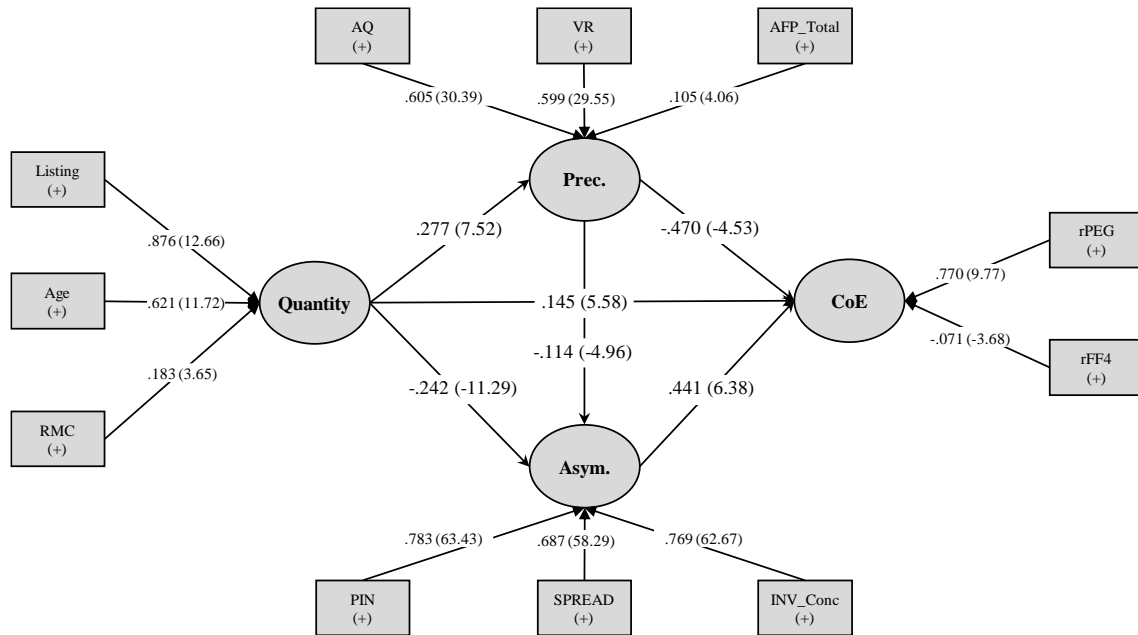 AQ
(+)
VR
(+)
AFP_Total
(+)
.605 (30.39)
.599 (29.55)
.105 (4.06)
Listing
(+)
Prec.
.876 (12.66)
.277 (7.52)
-.470 (-4.53)
rPEG
(+)
.770 (9.77)
Age
(+)
.621 (11.72)
Quantity
.145 (5.58)
CoE
-.071 (-3.68)
rFF4
(+)
-.114 (-4.96)
.183 (3.65)
-.242 (-11.29)
.441 (6.38)
RMC
(+)
Asym.
.783 (63.43)
.687 (58.29)
.769 (62.67)
PIN
(+)
SPREAD
(+)
INV_Conc
(+)